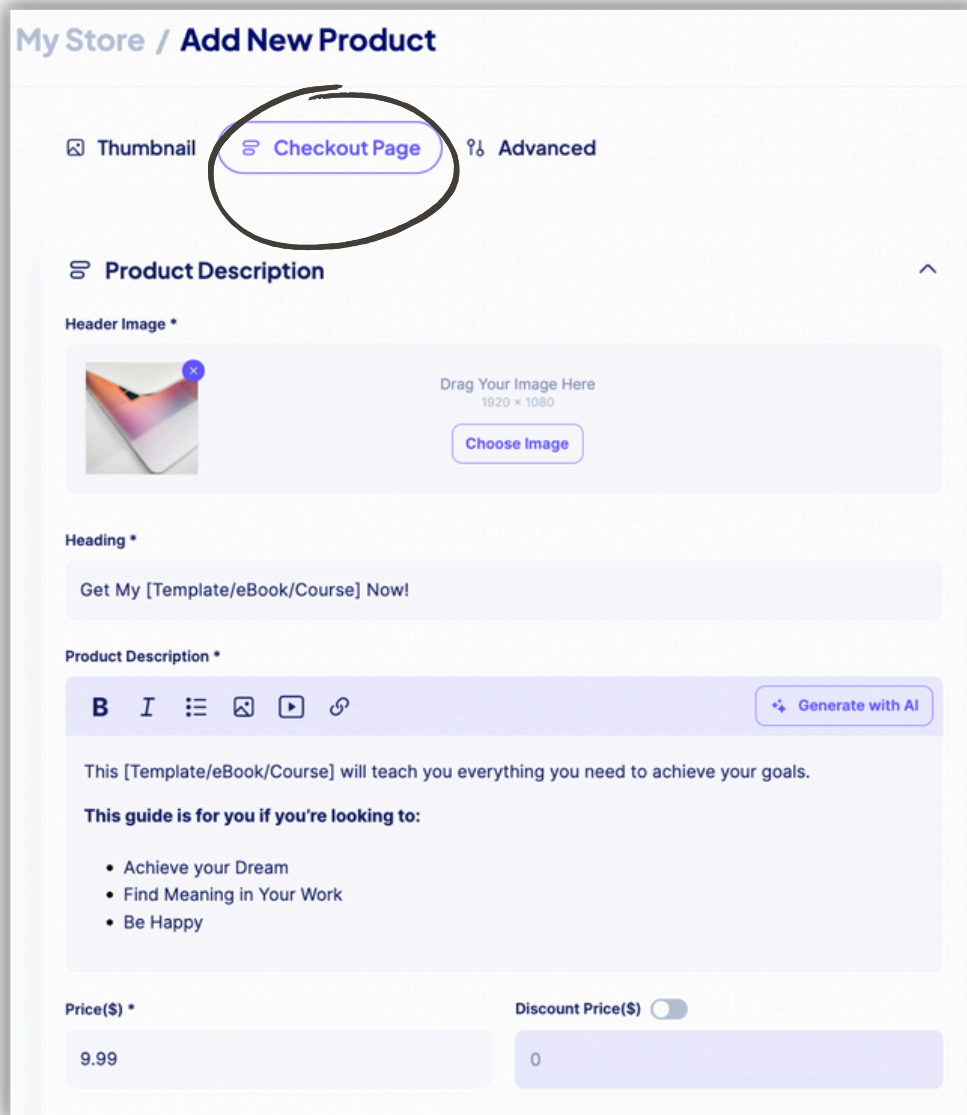 My Store / Add New Product
Thumbnail Checkout Page Advanced
Product Description
Header Image *
Drag Your Image Here
1920 × 1080
Choose Image
Heading *
Get My [Template/eBook/Course] Now!
Product Description *
B I Generate with AI
This [Template/eBook/Course] will teach you everything you need to achieve your goals.
This guide is for you if you’re looking to:
• Achieve your Dream
• Find Meaning in Your Work
• Be Happy
Price($) * Discount Price($)
9.99 0